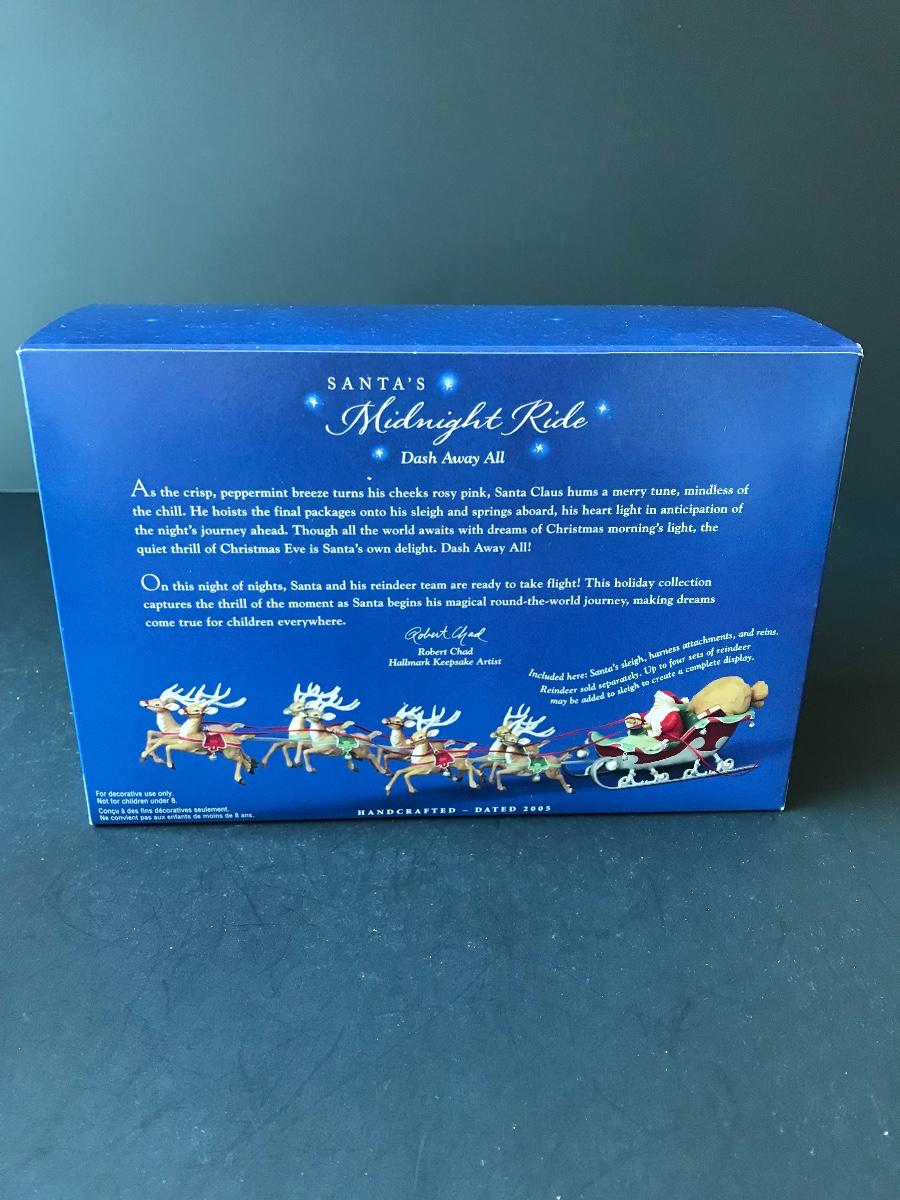 SANTA'S
Midnight Ride
Dash Away All
As the crisp, peppermint breeze turns his cheeks rosy pink, Santa Claus hums a merry tune, mindless of
the chill. He hoists the final packages onto his sleigh and springs aboard, his heart light in anticipation of
the night's journey ahead. Though all the world awaits with dreams of Christmas morning's light, the
quiet thrill of Christmas Eve is Santa's own delight. Dash Away All!
On this night of nights, Santa and his reindeer team are ready to take flight! This holiday collection
captures the thrill of the moment as Santa begins his magical round-the-world journey, making dreams
come true for children everywhere.
Robert Chad
Robert Chad
Hallmark Keepsake Artist
Included here: Santa's sleigh, harness attachments, and reins.
Reindeer sold separately. Up to four sets of reindeer
may be added to sleigh to create a complete display.
For decorative use only.
Not for children under 8.
Conçu à des fins décoratives seulement.
Ne convient pas aux enfants de moins de 8 ans.
HANDCRAFTED – DATED 2005